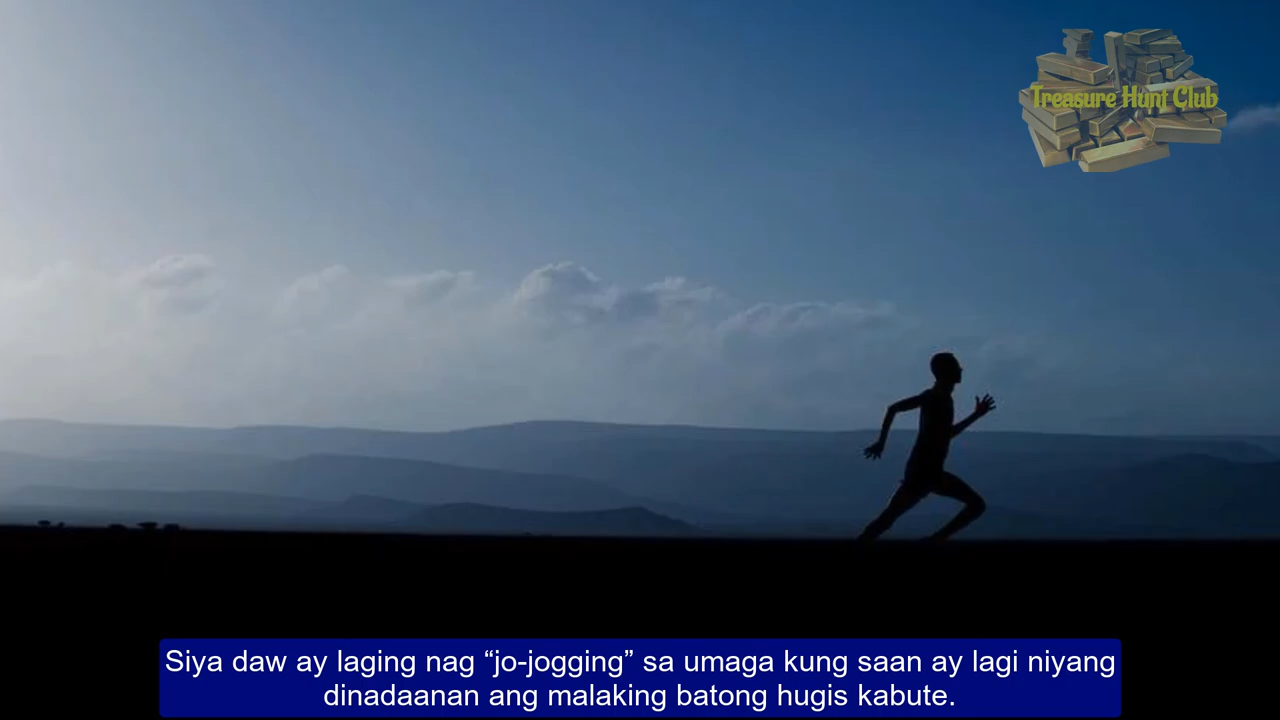 Treasure Hunt Club
Siya daw ay laging nag “jo-jogging” sa umaga kung saan ay lagi niyang
dinadaanan ang malaking batong hugis kabute.